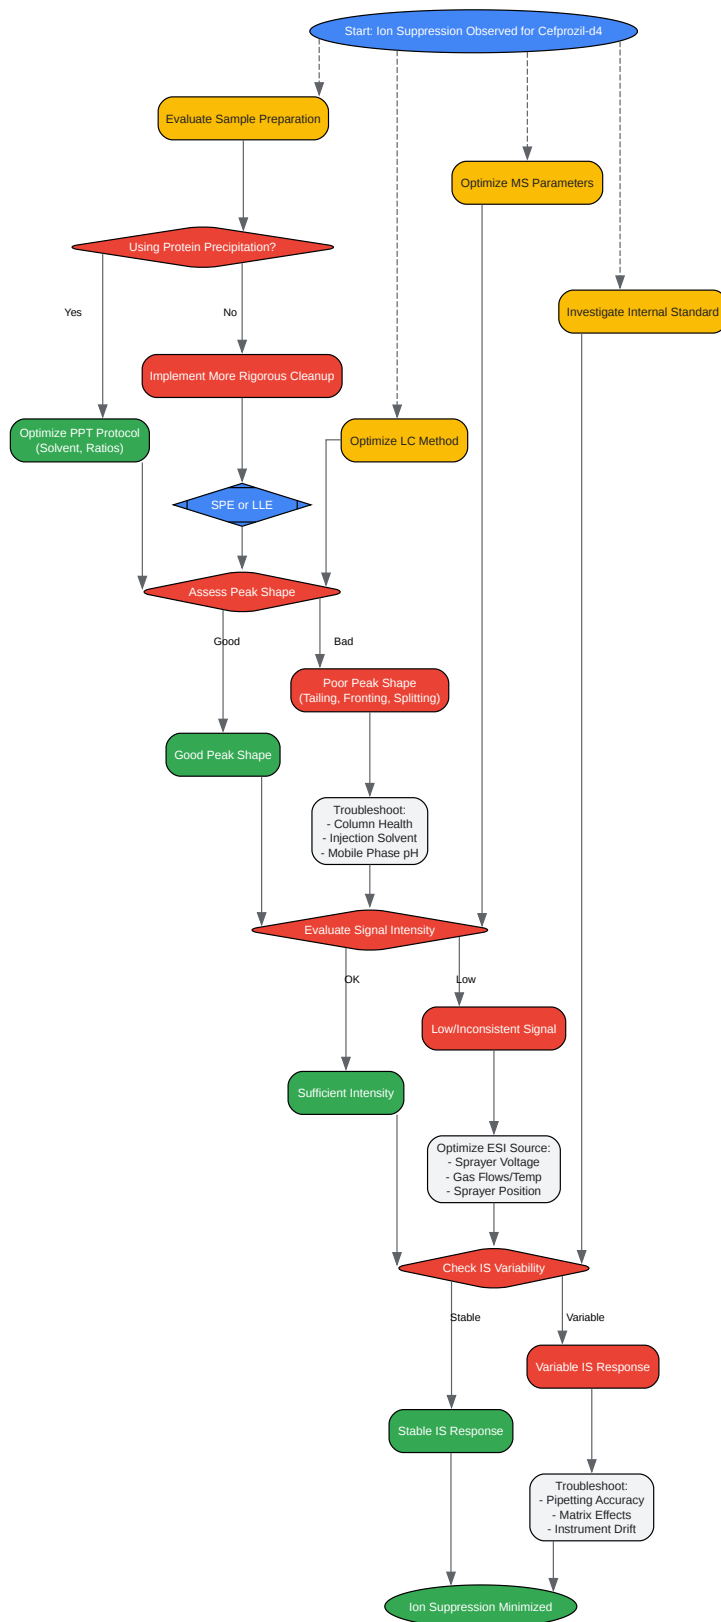 Start: Ion Suppression Observed for Cefprozil-d4
Evaluate Sample Preparation
Optimize MS Parameters
Using Protein Precipitation?
Yes
No
Investigate Internal Standard
Implement More Rigorous Cleanup
Optimize PPT Protocol
(Solvent, Ratios)
Optimize LC Method
SPE or LLE
Assess Peak Shape
Good
Bad
Poor Peak Shape
(Tailing, Fronting, Splitting)
Good Peak Shape
Troubleshoot:
- Column Health
- Injection Solvent
- Mobile Phase pH
Evaluate Signal Intensity
OK
Low
Low/Inconsistent Signal
Sufficient Intensity
Optimize ESI Source:
- Sprayer Voltage
- Gas Flows/Temp
- Sprayer Position
Check IS Variability
Stable
Variable
Variable IS Response
Stable IS Response
Troubleshoot:
- Pipetting Accuracy
- Matrix Effects
- Instrument Drift
Ion Suppression Minimized